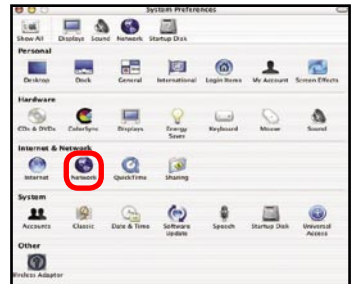 System Preferences
Show All Displays Sound Network Startup Disk
Personal
Desktop Dock General International Login Items My Account Screen Effects
Hardware
CDs & DVDs ColorSync Displays Energy Saver Keyboard Mouse Sound
Internet & Network
Internet Network QuickTime Sharing
System
Accounts Classic Date & Time Software Update Speech Startup Disk Universal Access
Other
Wireless Adapter